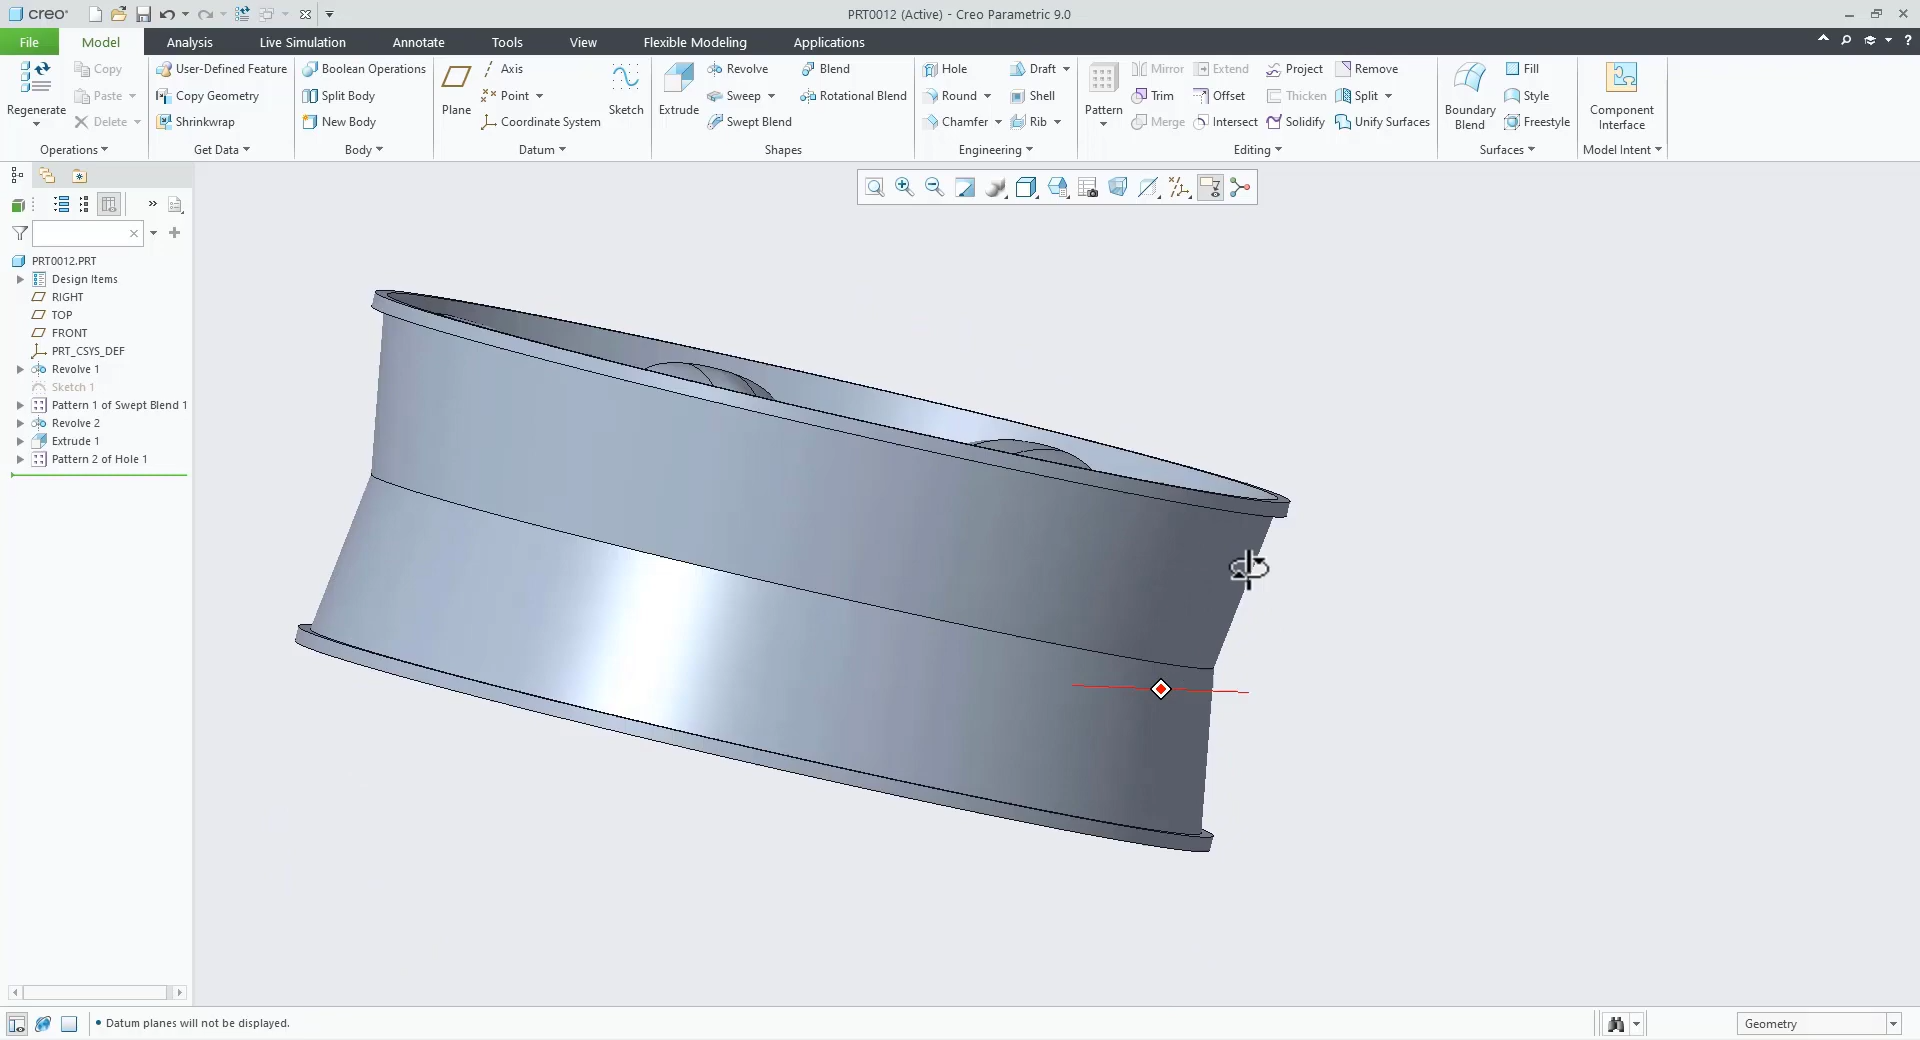 creo
PRT0012 (Active) - Creo Parametric 9.0
File Model Analysis Live Simulation Annotate Tools View Flexible Modeling Applications
Regenerate
Copy
Paste
Delete
Operations
User-Defined Feature
Copy Geometry
Shrinkwrap
Get Data
Boolean Operations
Split Body
New Body
Body
Plane
Axis
Point
Coordinate System
Sketch
Datum
Extrude
Revolve
Sweep
Swept Blend
Blend
Rotational Blend
Shapes
Hole
Round
Chamfer
Draft
Shell
Rib
Engineering
Pattern
Mirror
Trim
Merge
Extend
Offset
Intersect
Project
Thicken
Solidify
Remove
Split
Unify Surfaces
Editing
Boundary
Blend
Fill
Style
Freestyle
Surfaces
Component
Interface
Model Intent
PRT0012.PRT
Design Items
RIGHT
TOP
FRONT
PRT_CSYS_DEF
Revolve 1
Sketch 1
Pattern 1 of Swept Blend 1
Revolve 2
Extrude 1
Pattern 2 of Hole 1
• Datum planes will not be displayed.
Geometry